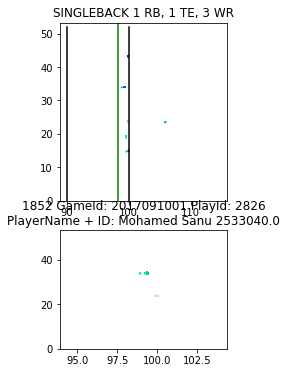 SINGLEBACK 1 RB, 1 TE, 3 WR
50
40
30
20
10
0
90 100 110
1852 GameId: 2017091001 PlayId: 2826
PlayerName + ID: Mohamed Sanu 2533040.0
40
20
0
95.0 97.5 100.0 102.5